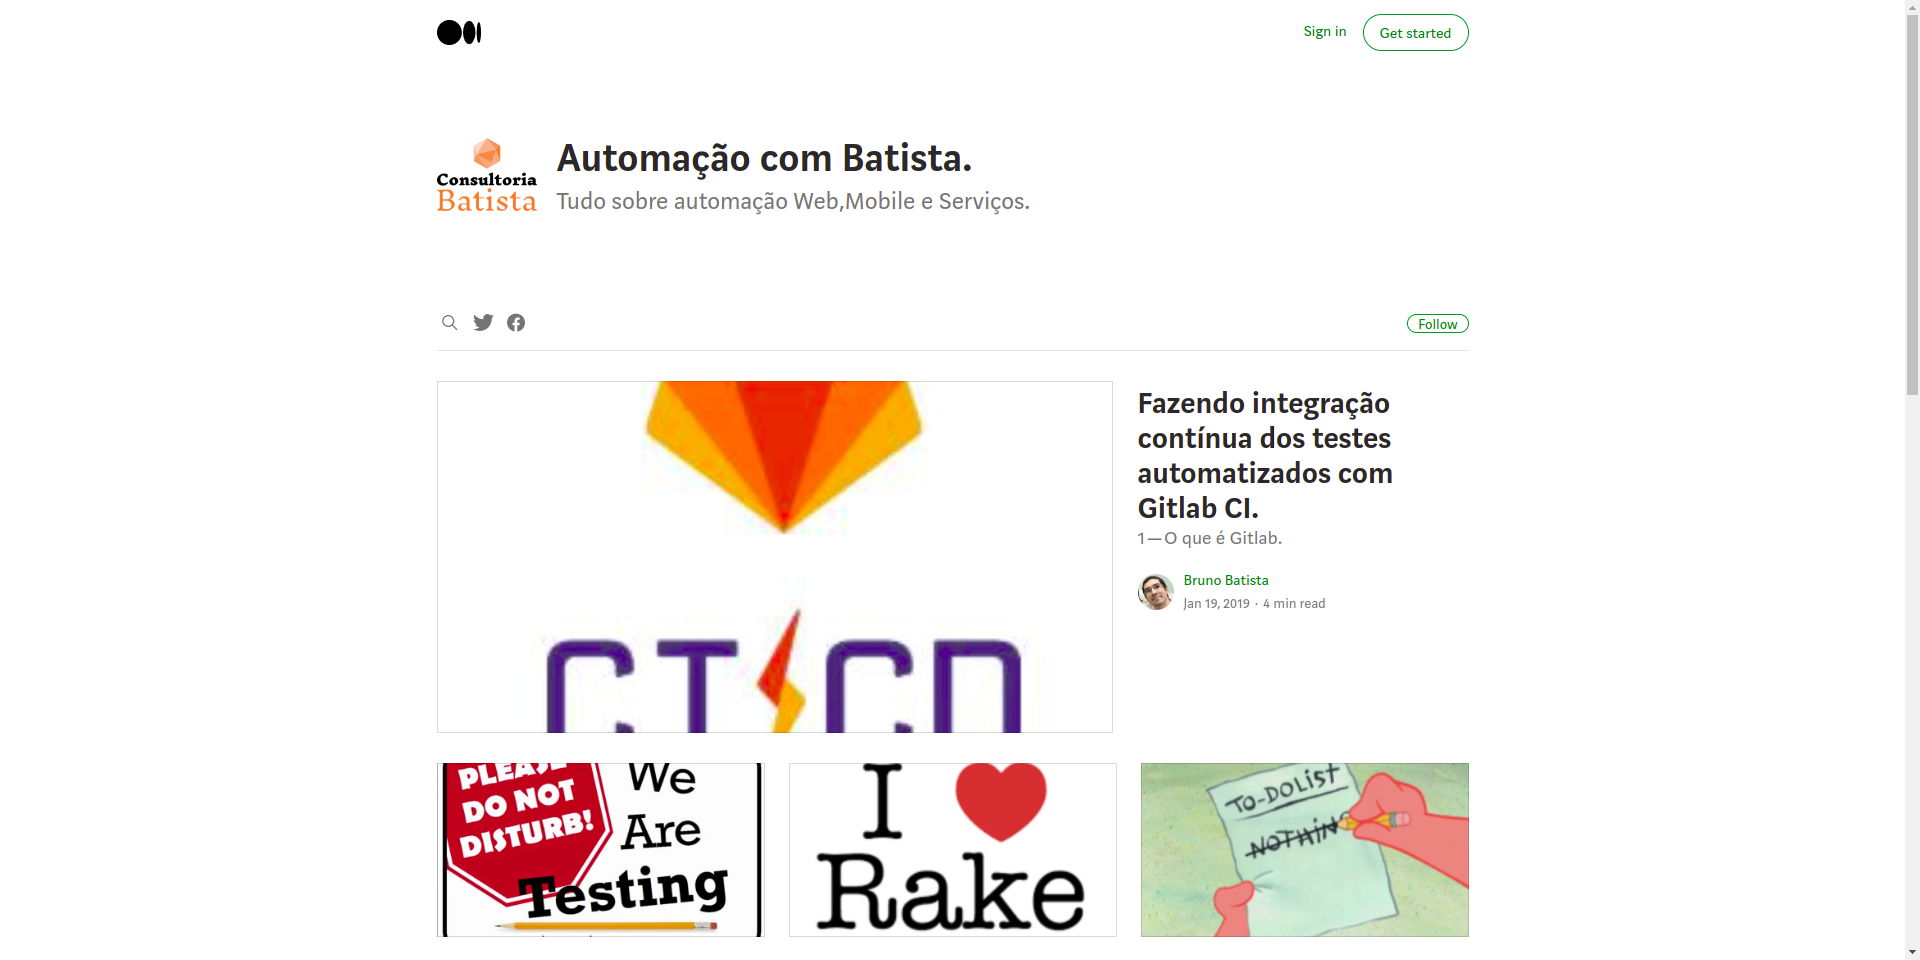 Sign in
Get started
Consultoria
Batista
Automação com Batista.
Tudo sobre automação Web,Mobile e Serviços.
Follow
Fazendo integração
contínua dos testes
automatizados com
Gitlab CI.
1 — O que é Gitlab.
Bruno Batista
Jan 19, 2019 · 4 min read
CI CD
PLEASE
DO NOT
DISTURB!
We
Are
Testing
I
Rake
TO-DO LIST
NOTHING